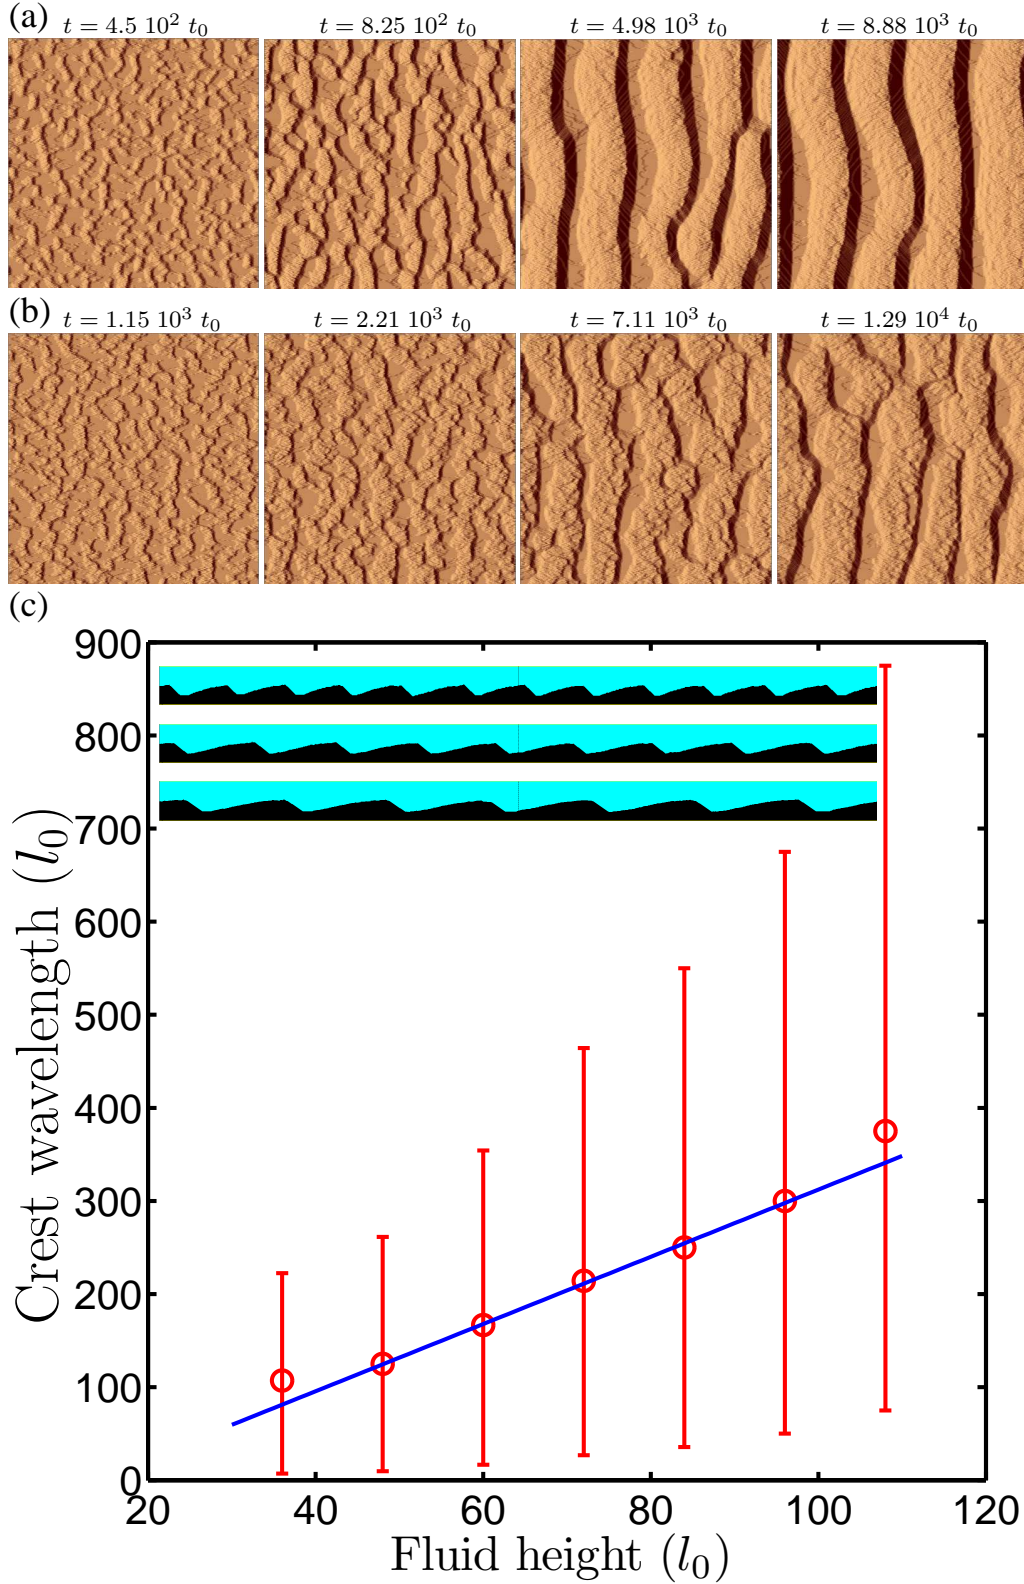 (a)
t = 4.5 10² t₀
t = 8.25 10² t₀
t = 4.98 10³ t₀
t = 8.88 10³ t₀
(b)
t = 1.15 10³ t₀
t = 2.21 10³ t₀
t = 7.11 10³ t₀
t = 1.29 10⁴ t₀
(c)
900
800
700
600
500
400
300
200
100
0
Crest wavelength (l₀)
20 40 60 80 100 120
Fluid height (l₀)